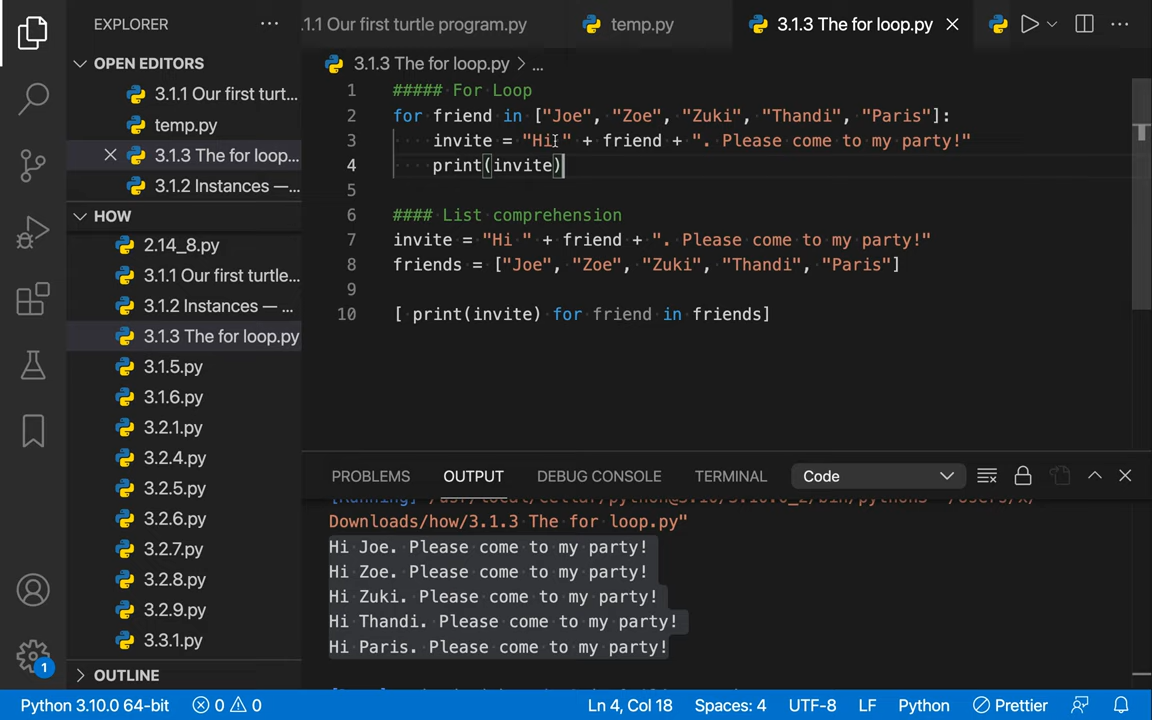 EXPLORER
.1.1 Our first turtle program.py
temp.py
3.1.3 The for loop.py
OPEN EDITORS
3.1.1 Our first turt...
temp.py
3.1.3 The for loop...
3.1.2 Instances —...
HOW
2.14_8.py
3.1.1 Our first turtle...
3.1.2 Instances — ...
3.1.3 The for loop.py
3.1.5.py
3.1.6.py
3.2.1.py
3.2.4.py
3.2.5.py
3.2.6.py
3.2.7.py
3.2.8.py
3.2.9.py
3.3.1.py
OUTLINE
3.1.3 The for loop.py > ...
1 ##### For Loop
2 for friend in ["Joe", "Zoe", "Zuki", "Thandi", "Paris"]:
3 invite = "Hi " + friend + ". Please come to my party!"
4 print(invite)
5
6 #### List comprehension
7 invite = "Hi " + friend + ". Please come to my party!"
8 friends = ["Joe", "Zoe", "Zuki", "Thandi", "Paris"]
9
10 [ print(invite) for friend in friends]
PROBLEMS OUTPUT DEBUG CONSOLE TERMINAL Code
Downloads/how/3.1.3 The for loop.py"
Hi Joe. Please come to my party!
Hi Zoe. Please come to my party!
Hi Zuki. Please come to my party!
Hi Thandi. Please come to my party!
Hi Paris. Please come to my party!
1
Python 3.10.0 64-bit 0 0 Ln 4, Col 18 Spaces: 4 UTF-8 LF Python Prettier